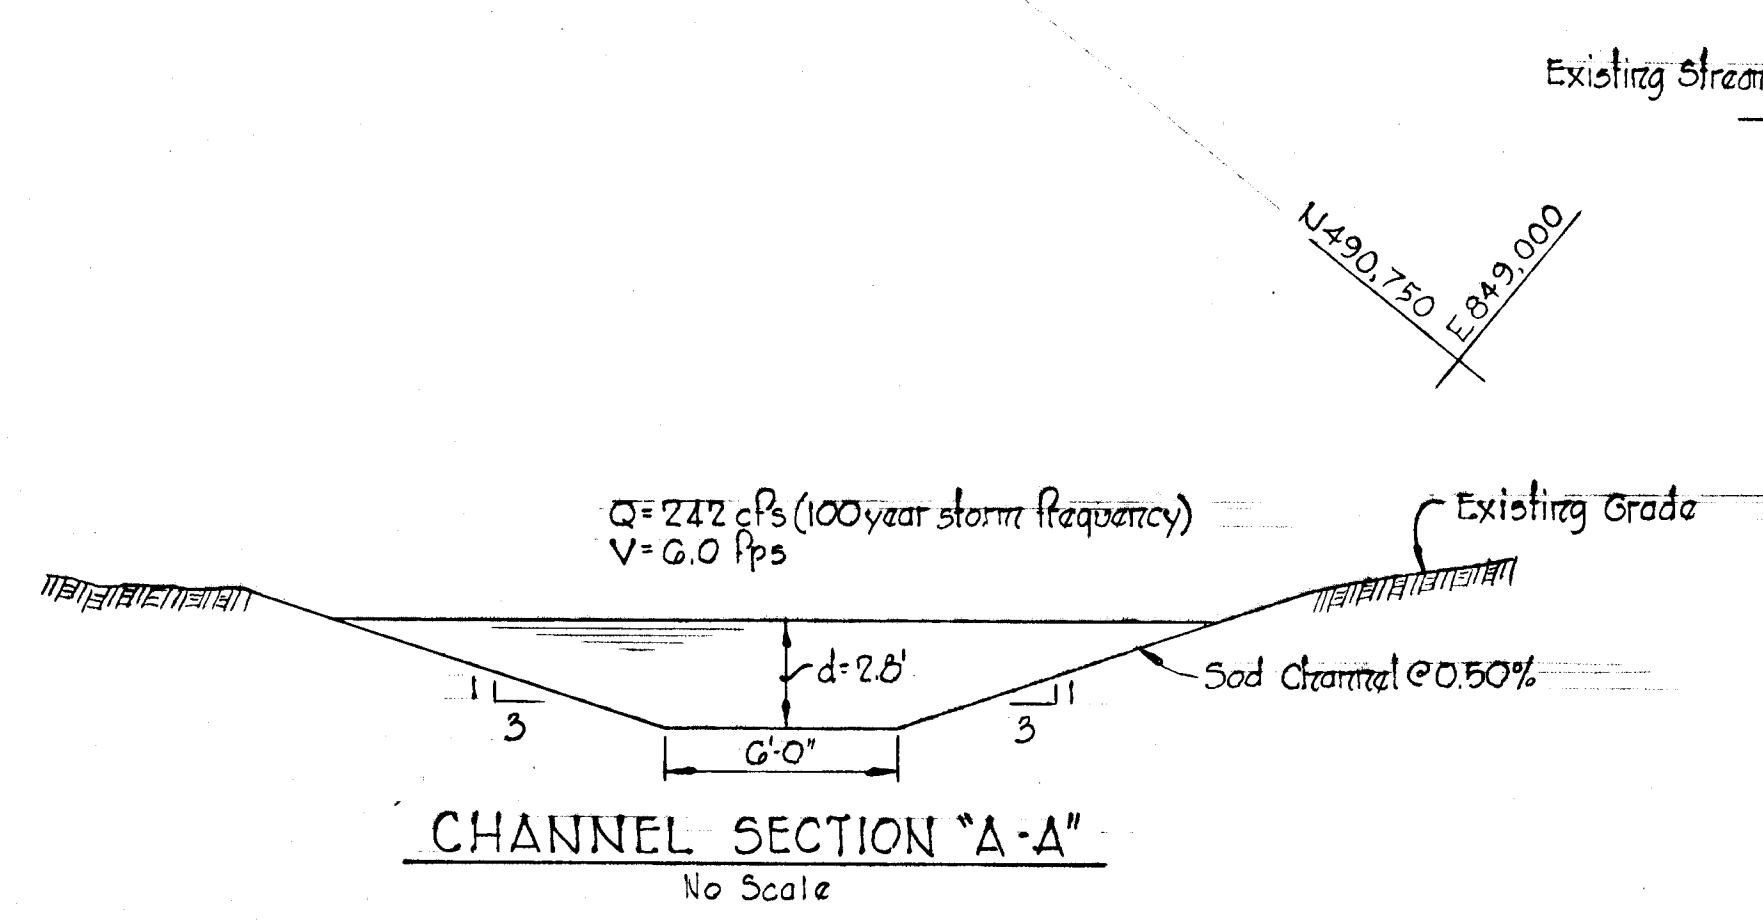 Existing Stream
N490,750
E849,000
Q=242 cfs (100 year storm frequency)
V=6.0 fps
Existing Grade
d=2.8'
Sod Channel @ 0.50%
1
3
1
3
6'-0"
CHANNEL SECTION "A-A"
No Scale